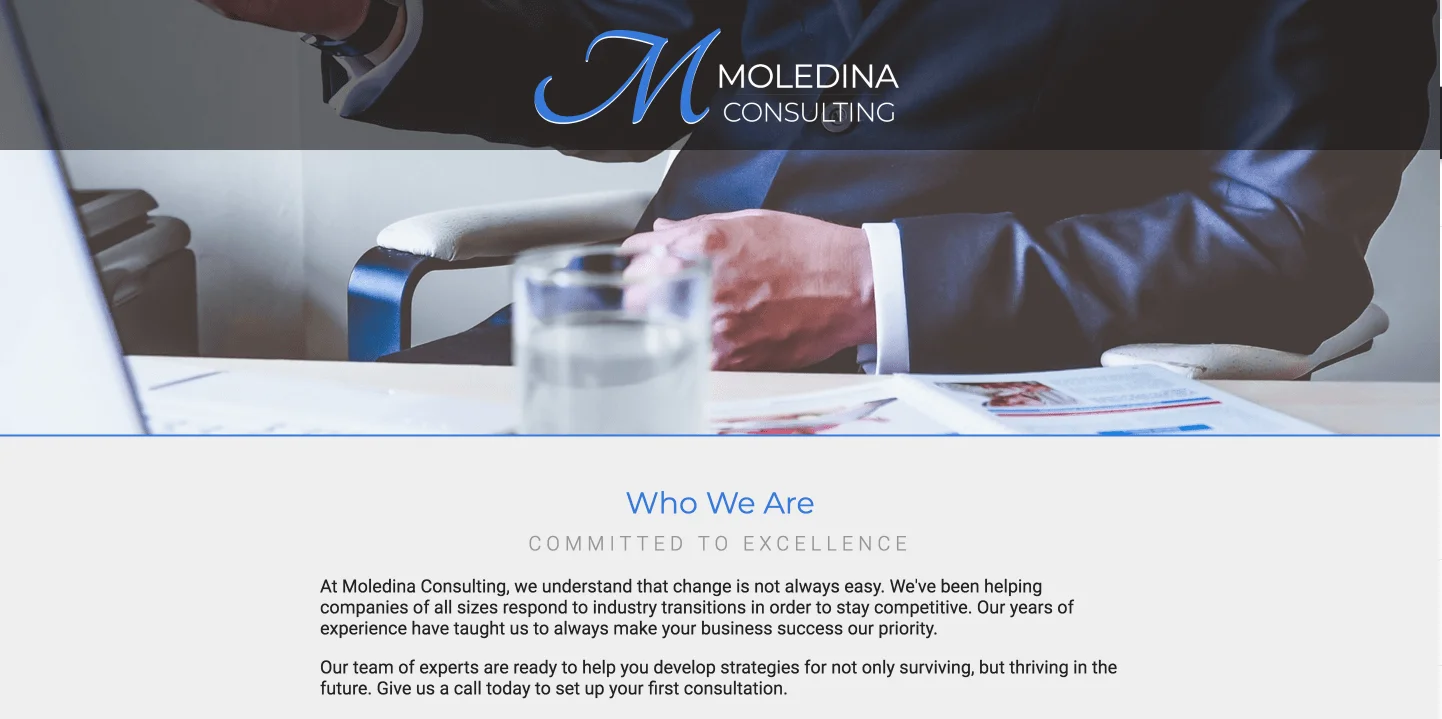 M MOLEDINA
CONSULTING
Who We Are
COMMITTED TO EXCELLENCE
At Moledina Consulting, we understand that change is not always easy. We've been helping
companies of all sizes respond to industry transitions in order to stay competitive. Our years of
experience have taught us to always make your business success our priority.
Our team of experts are ready to help you develop strategies for not only surviving, but thriving in the
future. Give us a call today to set up your first consultation.